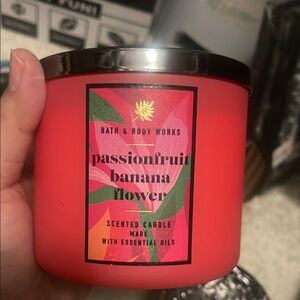 BATH & BODY WORKS
passionfruit
banana
flower
SCENTED CANDLE
MADE
WITH ESSENTIAL OILS